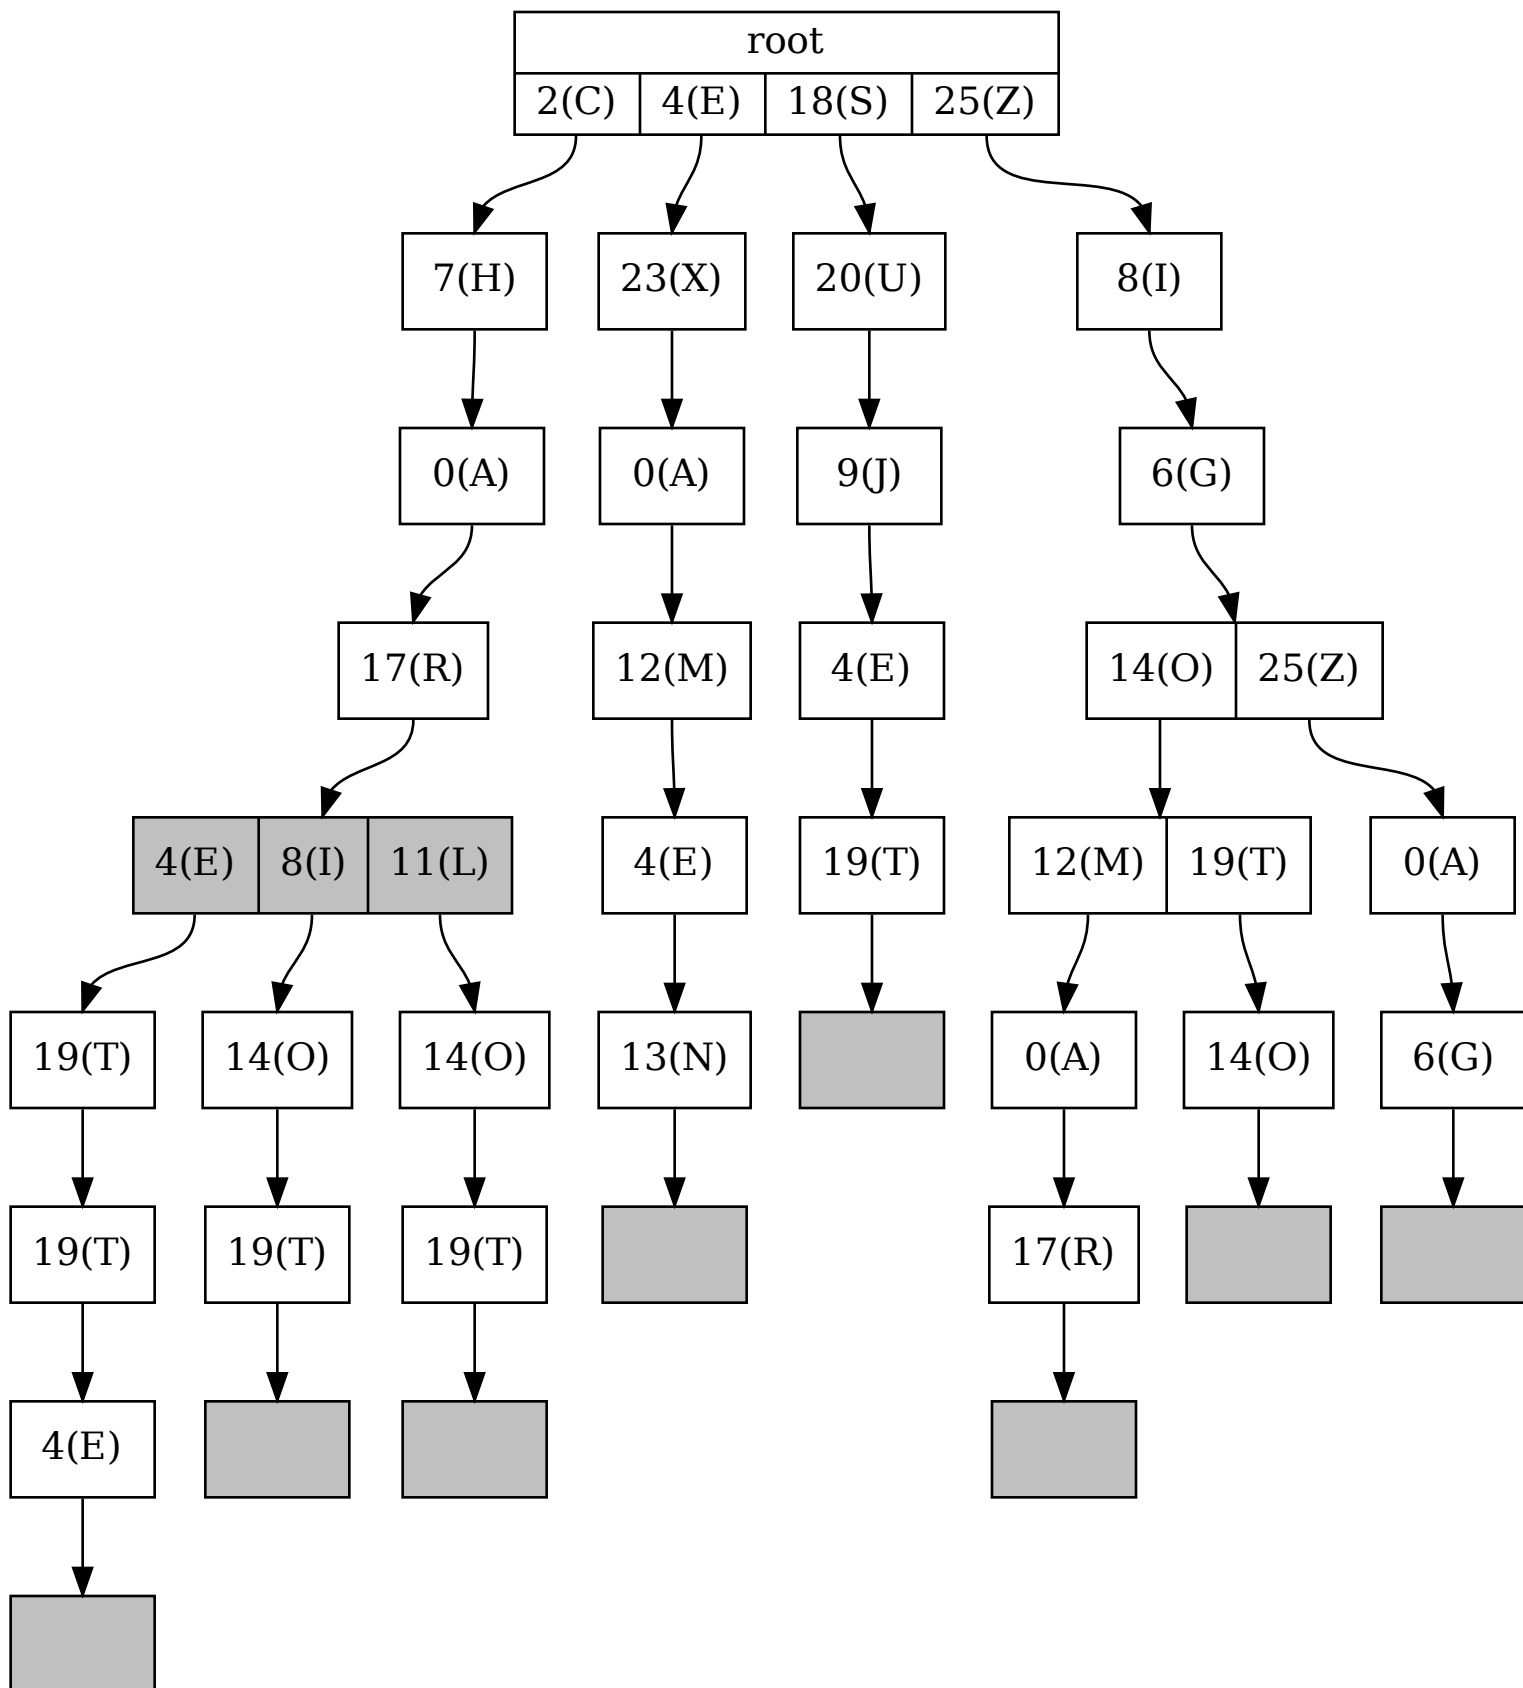 root
2(C) 4(E) 18(S) 25(Z)
7(H) 23(X) 20(U) 8(I)
0(A) 0(A) 9(J) 6(G)
17(R) 12(M) 4(E) 14(O) 25(Z)
4(E) 8(I) 11(L) 4(E) 19(T) 12(M) 19(T) 0(A)
19(T) 14(O) 14(O) 13(N) 0(A) 14(O) 6(G)
19(T) 19(T) 19(T) 17(R)
4(E)